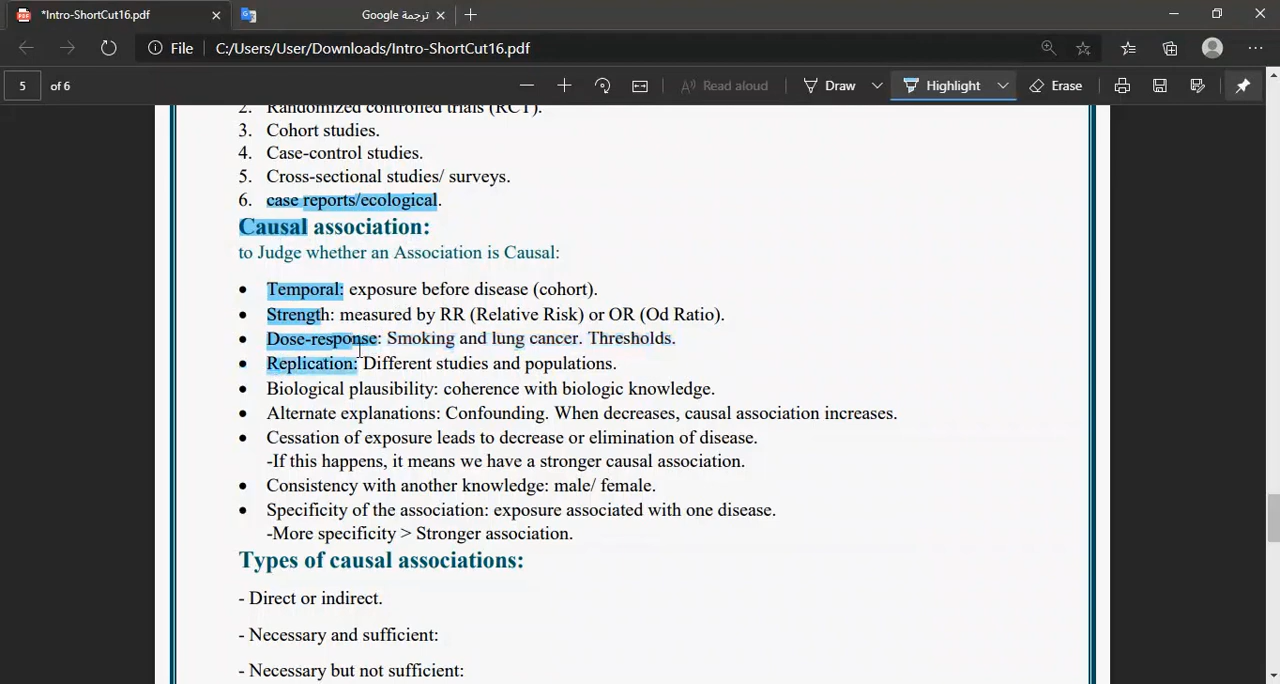 *Intro-ShortCut16.pdf
ترجمة Google
File C:/Users/User/Downloads/Intro-ShortCut16.pdf
5 of 6 Read aloud Draw Highlight Erase
2. Randomized controlled trials (RCT).
3. Cohort studies.
4. Case-control studies.
5. Cross-sectional studies/ surveys.
6. case reports/ecological.
Causal association:
to Judge whether an Association is Causal:
• Temporal: exposure before disease (cohort).
• Strength: measured by RR (Relative Risk) or OR (Od Ratio).
• Dose-response: Smoking and lung cancer. Thresholds.
• Replication: Different studies and populations.
• Biological plausibility: coherence with biologic knowledge.
• Alternate explanations: Confounding. When decreases, causal association increases.
• Cessation of exposure leads to decrease or elimination of disease.
-If this happens, it means we have a stronger causal association.
• Consistency with another knowledge: male/ female.
• Specificity of the association: exposure associated with one disease.
-More specificity > Stronger association.
Types of causal associations:
- Direct or indirect.
- Necessary and sufficient:
- Necessary but not sufficient: